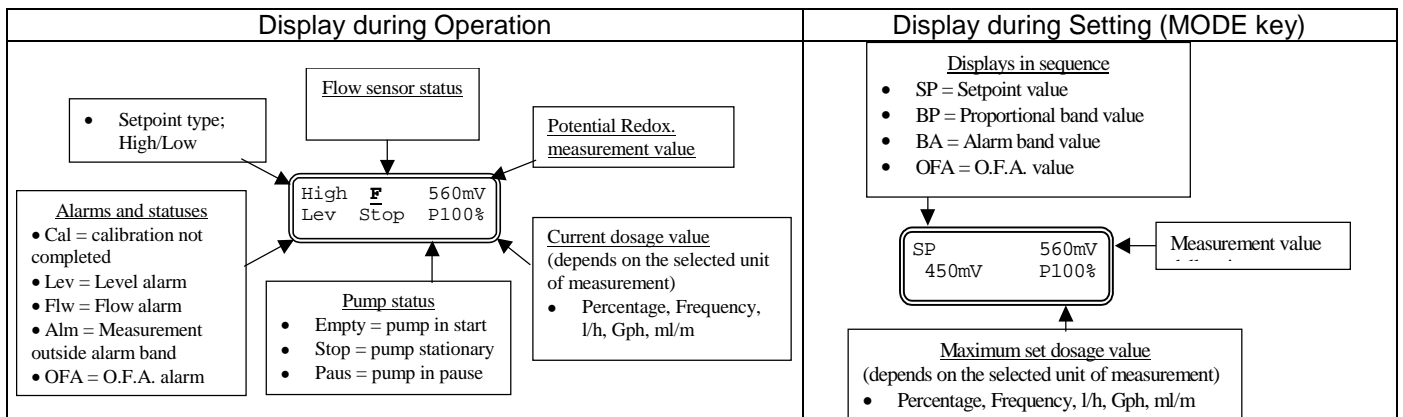 Display during Operation
Display during Setting (MODE key)
Flow sensor status
• Setpoint type;
High/Low
Potential Redox.
measurement value
High F 560mV
Lev Stop P100%
Alarms and statuses
• Cal = calibration not
completed
• Lev = Level alarm
• Flw = Flow alarm
• Alm = Measurement
outside alarm band
• OFA = O.F.A. alarm
Pump status
• Empty = pump in start
• Stop = pump stationary
• Paus = pump in pause
Current dosage value
(depends on the selected unit
of measurement)
• Percentage, Frequency,
l/h, Gph, ml/m
Displays in sequence
• SP = Setpoint value
• BP = Proportional band value
• BA = Alarm band value
• OFA = O.F.A. value
SP 560mV
450mV P100%
Measurement value
Maximum set dosage value
(depends on the selected unit of measurement)
• Percentage, Frequency, l/h, Gph, ml/m